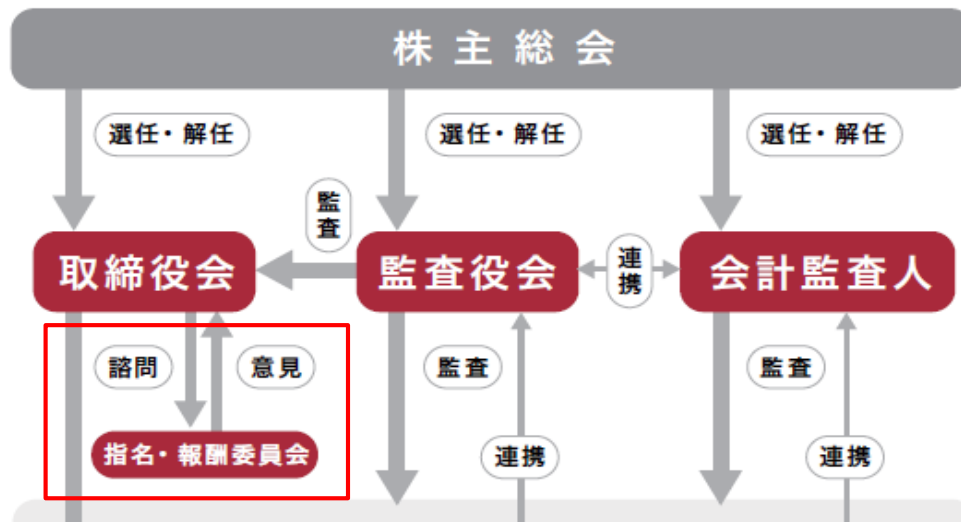 株主総会
選任・解任
選任・解任
選任・解任
監査
取締役会
監査役会
連携
会計監査人
諮問
意見
監査
監査
指名・報酬委員会
連携
連携